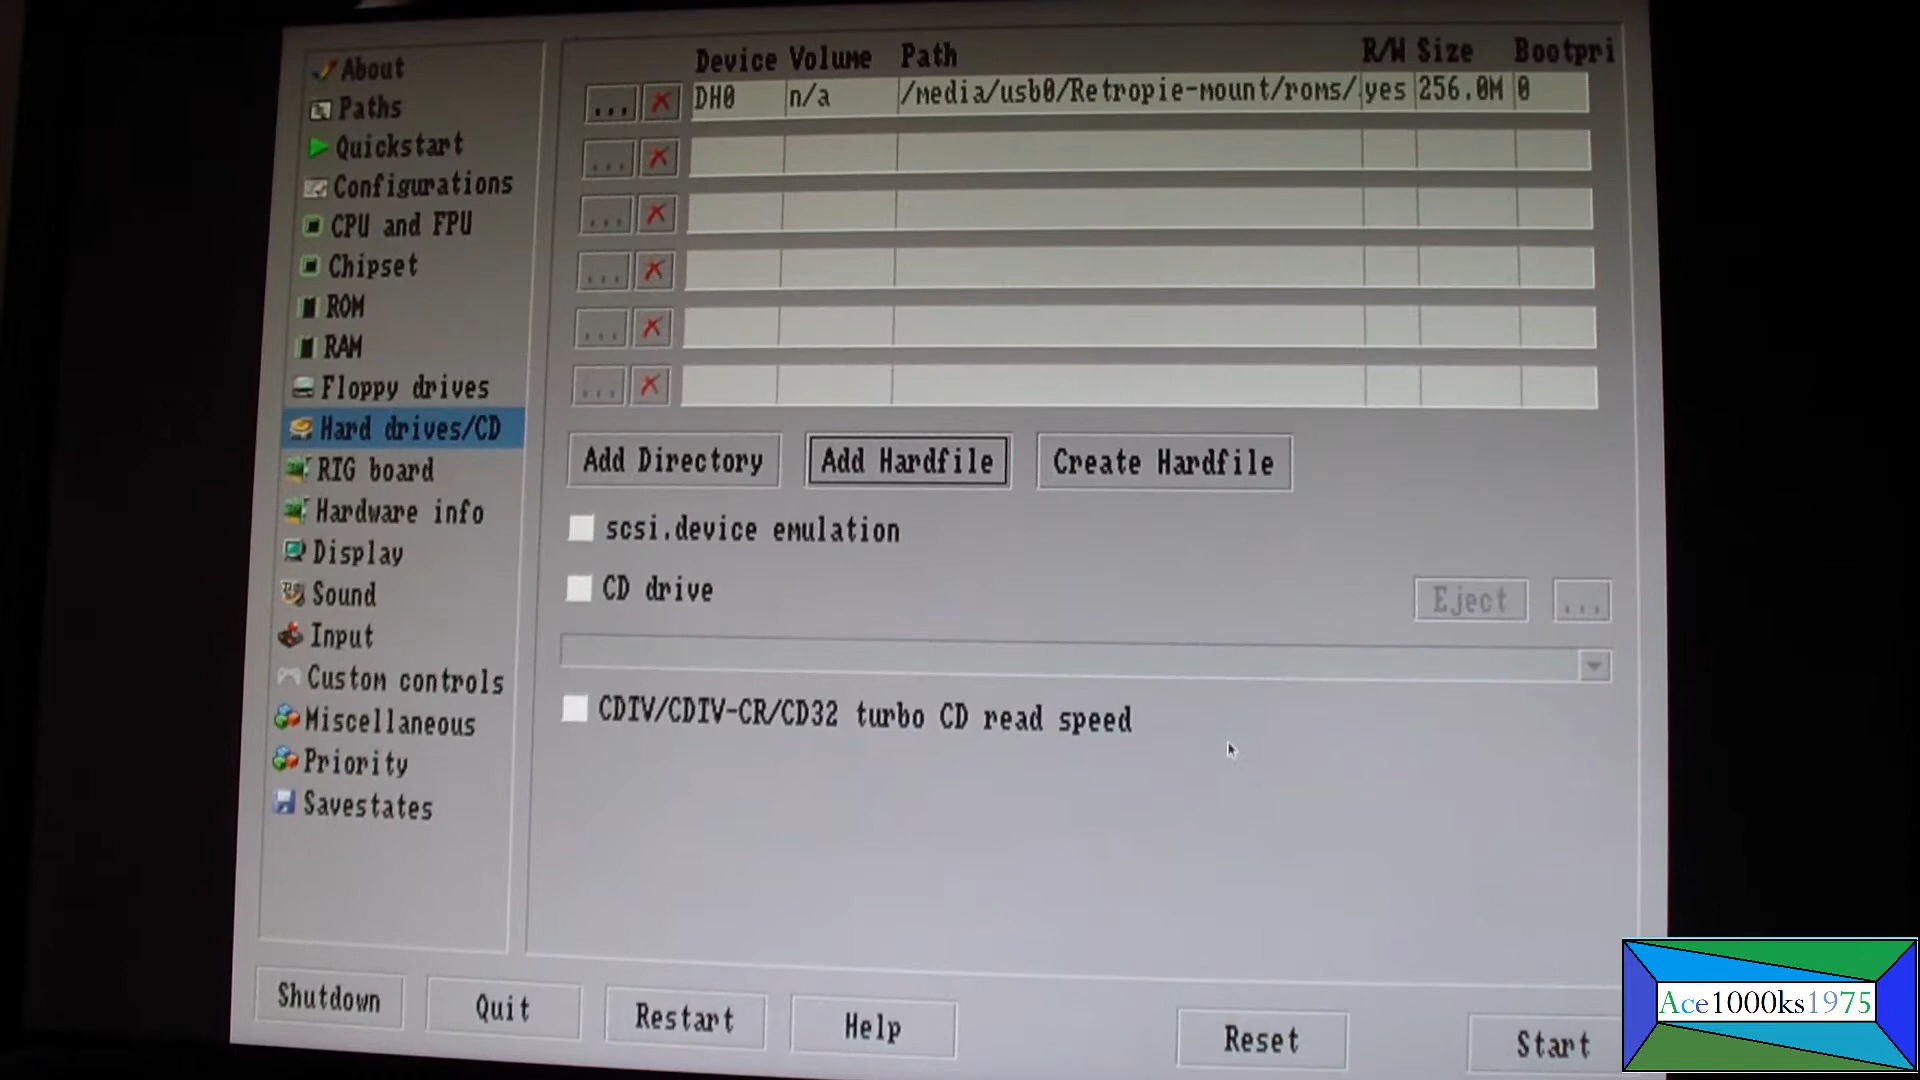 About
Paths
Quickstart
Configurations
CPU and FPU
Chipset
ROM
RAM
Floppy drives
Hard drives/CD
RTG board
Hardware info
Display
Sound
Input
Custom controls
Miscellaneous
Priority
Savestates
Device Volume Path R/W Size Bootpri
... DH0 n/a /media/usb0/Retropie-mount/roms/. yes 256.0M 0
...
...
...
...
...
Add Directory Add Hardfile Create Hardfile
scsi.device emulation
CD drive Eject ...
CDTV/CDTV-CR/CD32 turbo CD read speed
Shutdown Quit Restart Help Reset Start
Ace1000ks1975